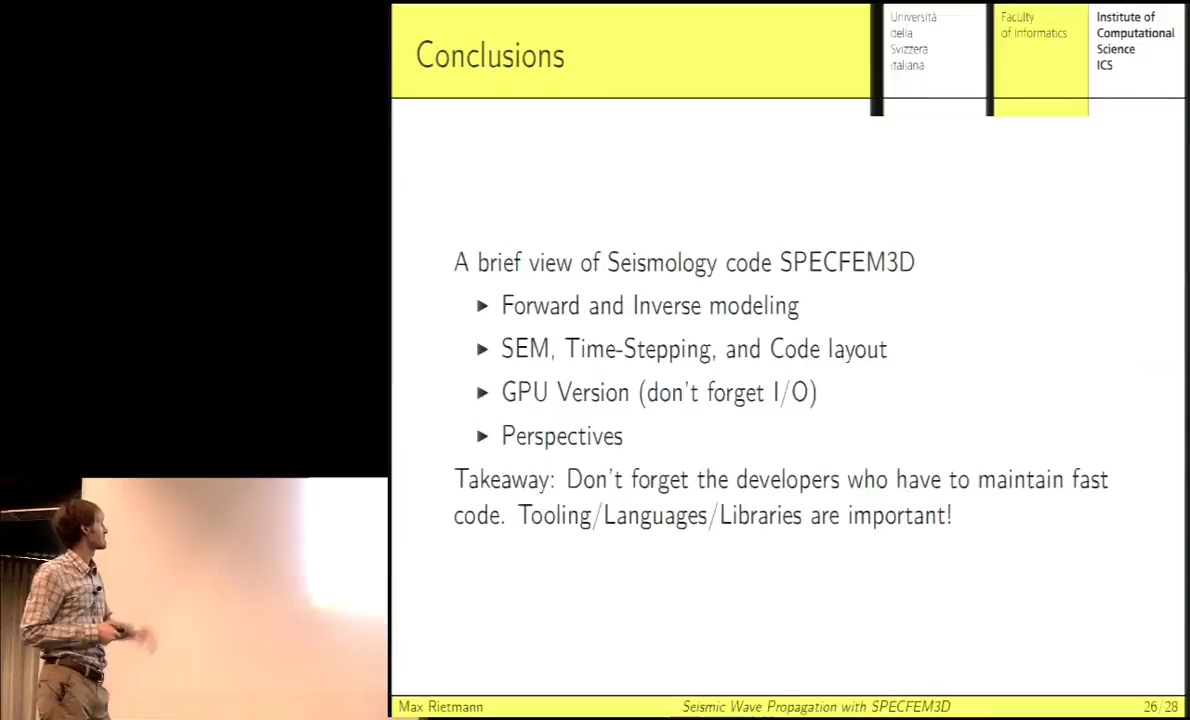 Conclusions
Università
della
Svizzera
italiana
Faculty
of Informatics
Institute of
Computational
Science
ICS
A brief view of Seismology code SPECFEM3D
Forward and Inverse modeling
SEM, Time-Stepping, and Code layout
GPU Version (don't forget I/O)
Perspectives
Takeaway: Don't forget the developers who have to maintain fast
code. Tooling/Languages/Libraries are important!
Max Rietmann
Seismic Wave Propagation with SPECFEM3D
26/28